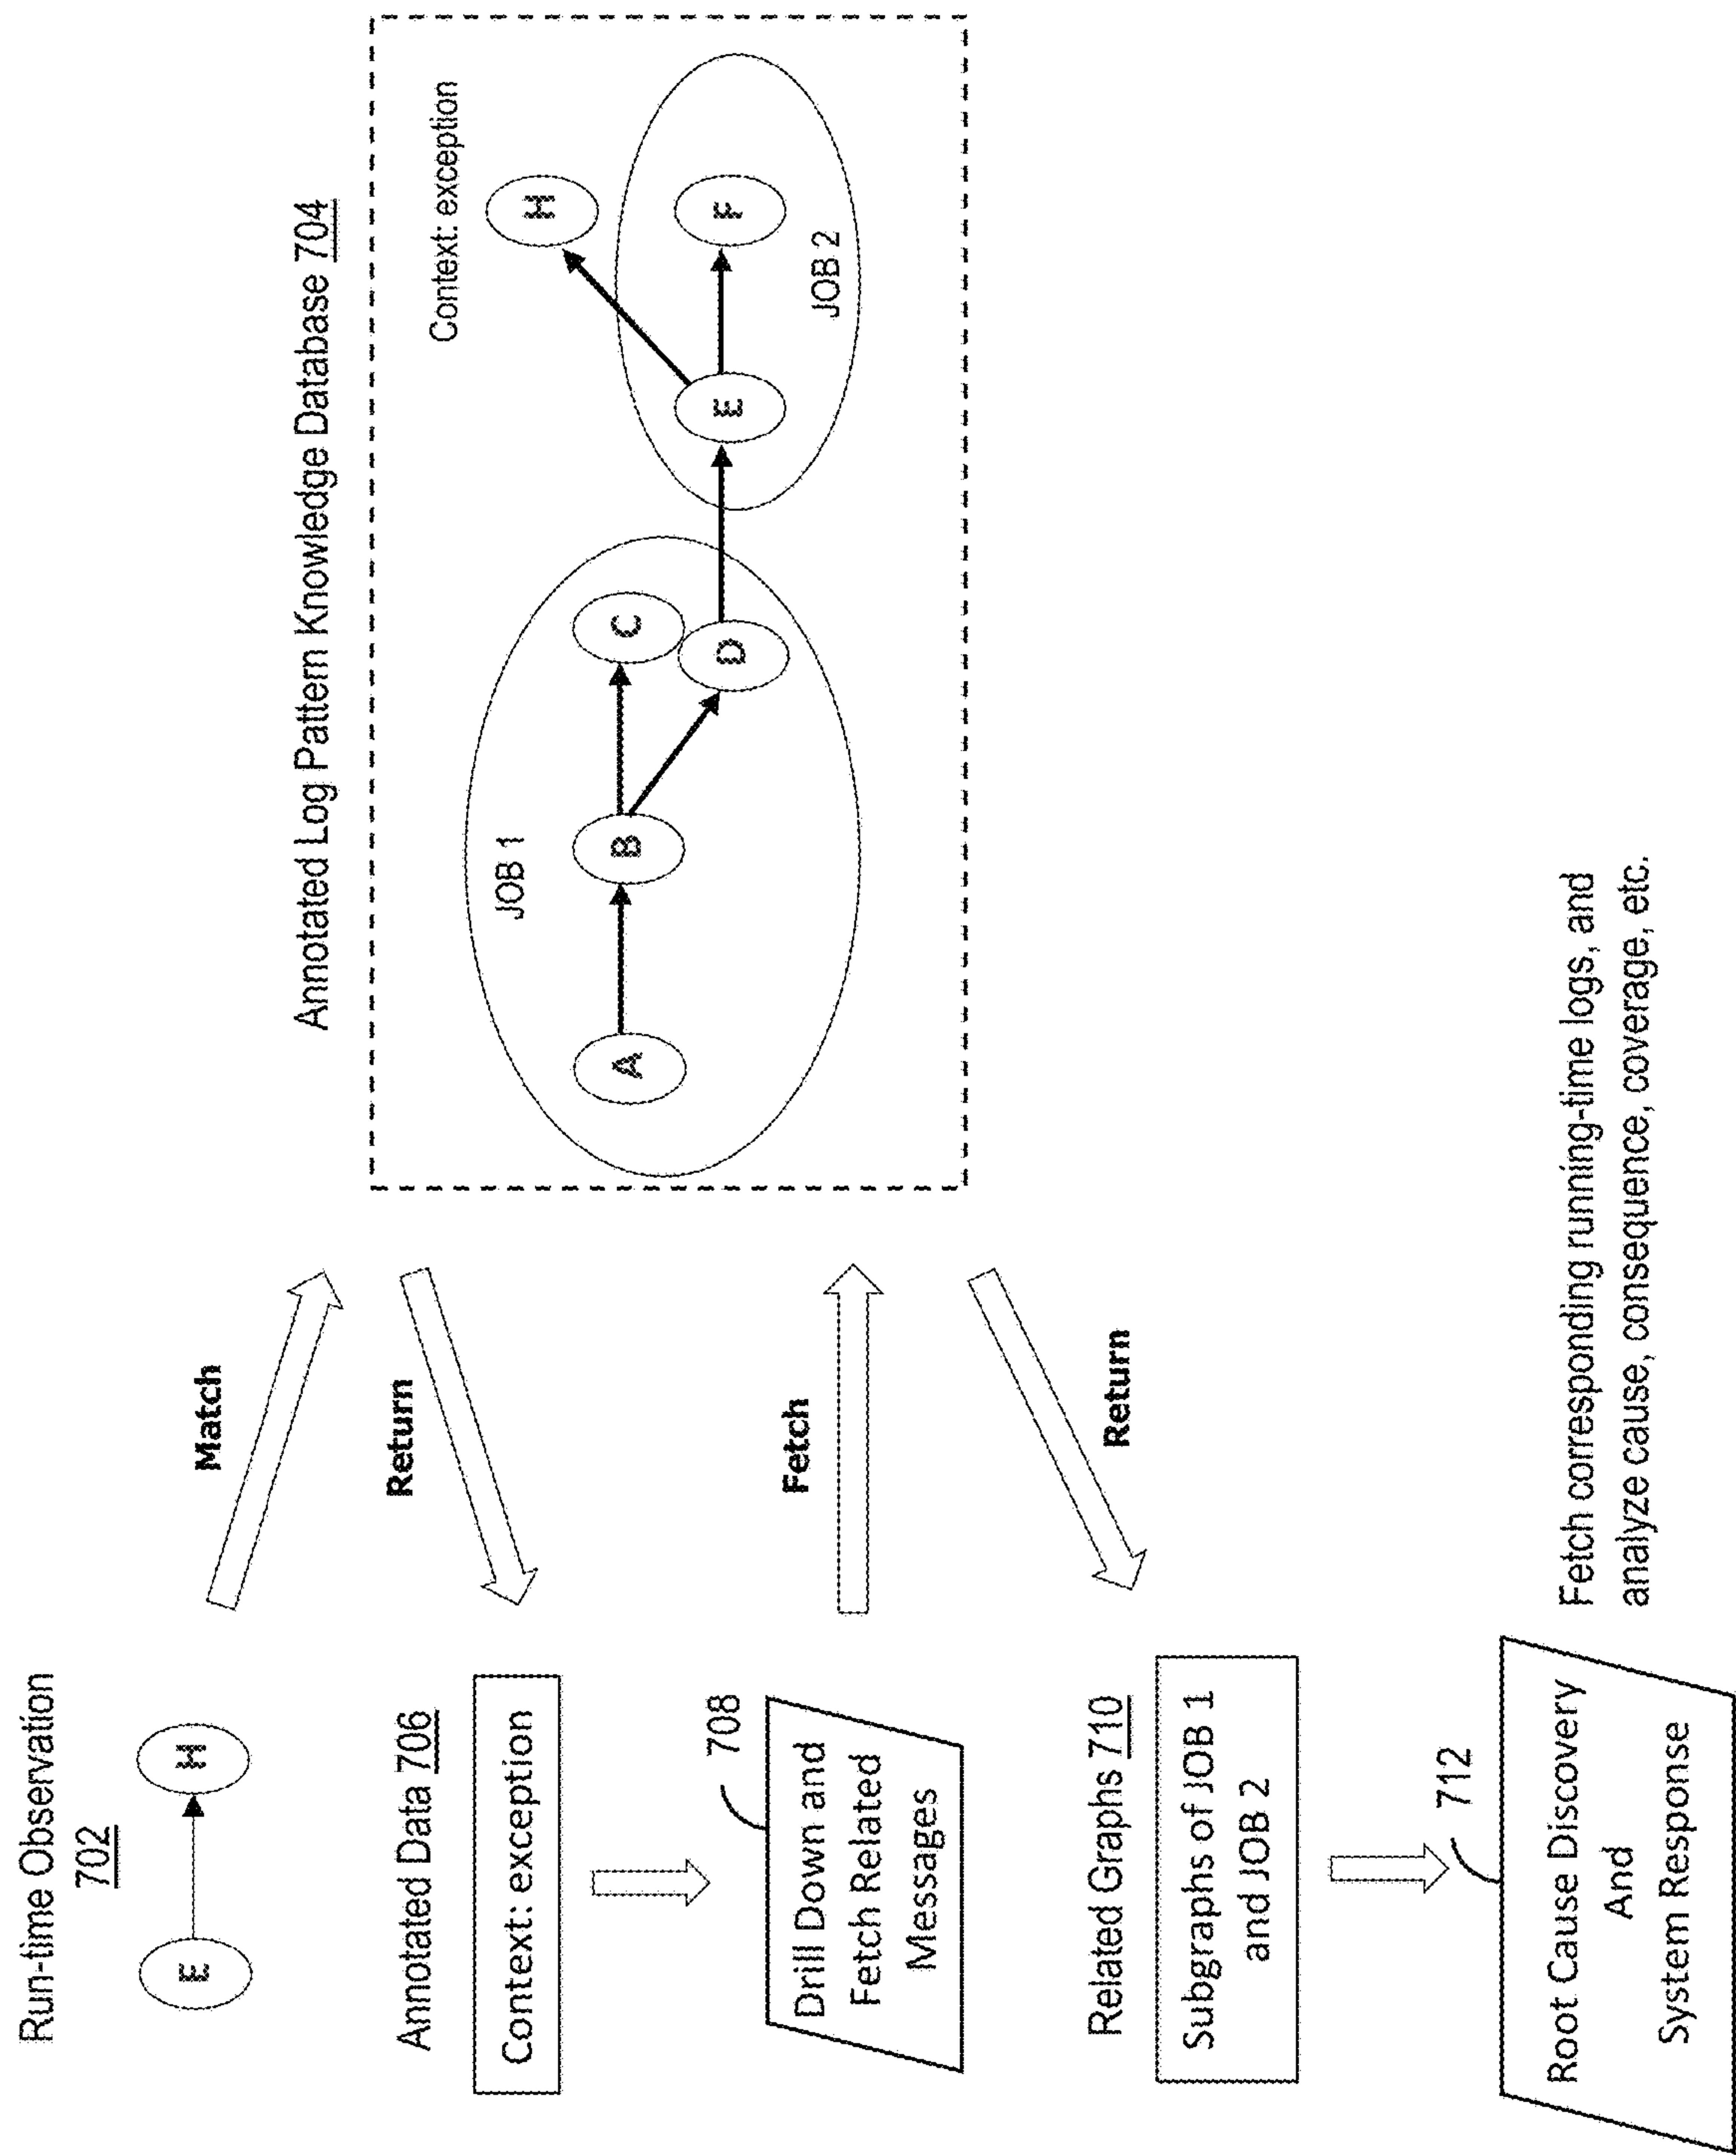 Run-time Observation
702
E
H
Match
Annotated Log Pattern Knowledge Database 704
Context: exception
JOB 1
A
B
C
D
E
H
F
JOB 2
Return
Annotated Data 706
Context: exception
708
Drill Down and
Fetch Related
Messages
Fetch
Return
Related Graphs 710
Subgraphs of JOB 1
and JOB 2
712
Root Cause Discovery
And
System Response
Fetch corresponding running-time logs, and
analyze cause, consequence, coverage, etc.